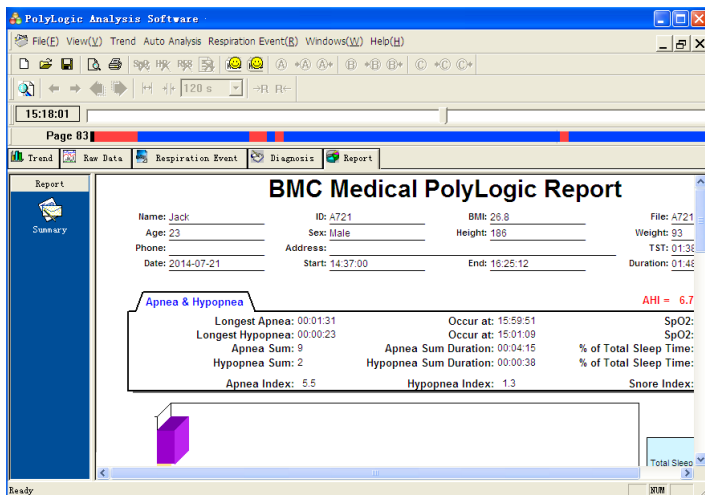 PolyLogic Analysis Software
File(F) View(V) Trend Auto Analysis Respiration Event(R) Windows(W) Help(H)
120 s
R R
15:18:01
Page 83
Trend Raw Data Respiration Event Diagnosis Report
Report
Summary
BMC Medical PolyLogic Report
Name: Jack ID: A721 BMI: 26.8 File: A721
Age: 23 Sex: Male Height: 186 Weight: 93
Phone: Address: TST: 01:38
Date: 2014-07-21 Start: 14:37:00 End: 16:25:12 Duration: 01:48
Apnea & Hypopnea AHI = 6.7
Longest Apnea: 00:01:31 Occur at: 15:59:51 SpO2:
Longest Hypopnea: 00:00:23 Occur at: 15:01:09 SpO2:
Apnea Sum: 9 Apnea Sum Duration: 00:04:15 % of Total Sleep Time:
Hypopnea Sum: 2 Hypopnea Sum Duration: 00:00:38 % of Total Sleep Time:
Apnea Index: 5.5 Hypopnea Index: 1.3 Snore Index:
Total Sleep
Ready NUM